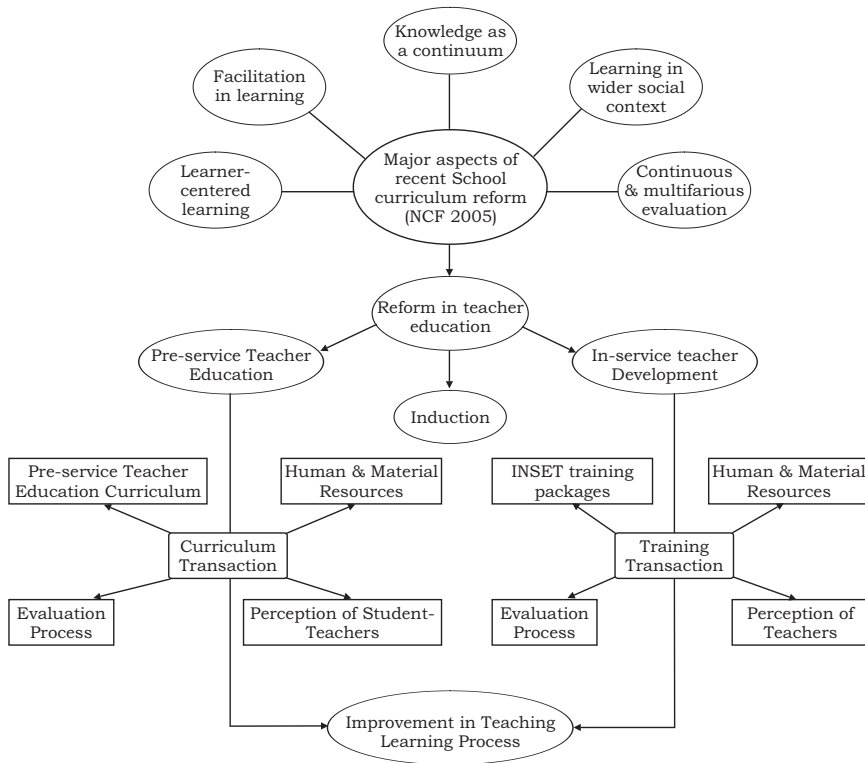 Knowledge as
a continuum
Facilitation
in learning
Learning in
wider social
context
Learner-
centered
learning
Major aspects of
recent School
curriculum reform
(NCF 2005)
Continuous
& multifarious
evaluation
Reform in teacher
education
Pre-service Teacher
Education
In-service teacher
Development
Induction
Pre-service Teacher
Education Curriculum
Human & Material
Resources
INSET training
packages
Human & Material
Resources
Curriculum
Transaction
Training
Transaction
Evaluation
Process
Perception of Student-
Teachers
Evaluation
Process
Perception of
Teachers
Improvement in Teaching
Learning Process